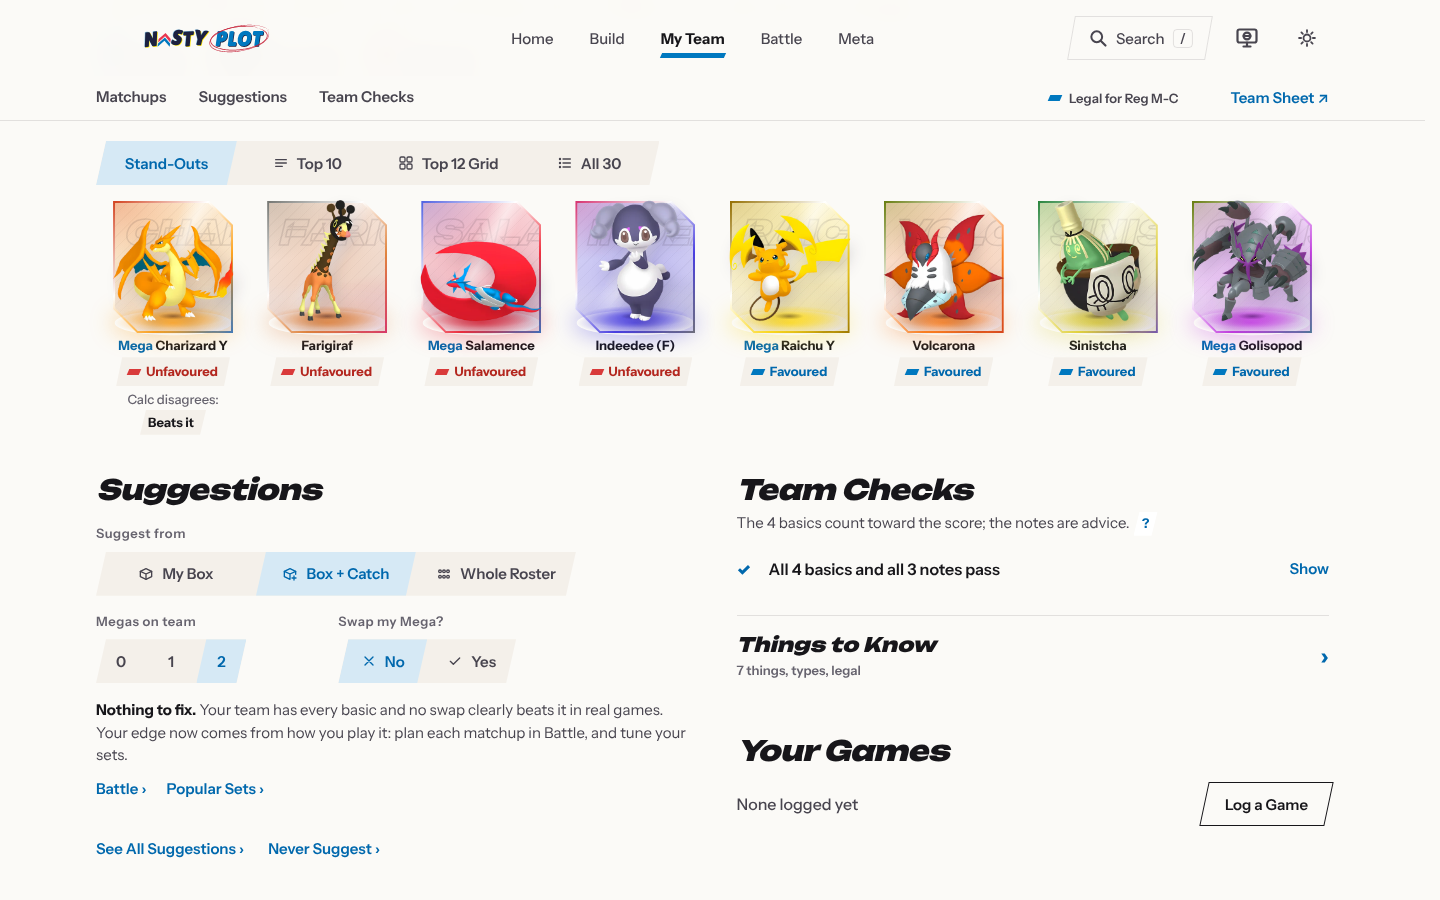 NASTY PLOT
Home
Build
My Team
Battle
Meta
Search /
Matchups
Suggestions
Team Checks
Legal for Reg M-C
Team Sheet ↗
Stand-Outs
Top 10
Top 12 Grid
All 30
Mega Charizard Y
Farigiraf
Mega Salamence
Indeedee (F)
Mega Raichu Y
Volcarona
Sinistcha
Mega Golisopod
Unfavoured
Unfavoured
Unfavoured
Unfavoured
Favoured
Favoured
Favoured
Favoured
Calc disagrees:
Beats it
Suggestions
Suggest from
My Box
Box + Catch
Whole Roster
Megas on team
0
1
2
Swap my Mega?
No
Yes
Nothing to fix. Your team has every basic and no swap clearly beats it in real games.
Your edge now comes from how you play it: plan each matchup in Battle, and tune your
sets.
Battle ›
Popular Sets ›
See All Suggestions ›
Never Suggest ›
Team Checks
The 4 basics count toward the score; the notes are advice. ?
All 4 basics and all 3 notes pass
Show
Things to Know
7 things, types, legal
›
Your Games
None logged yet
Log a Game